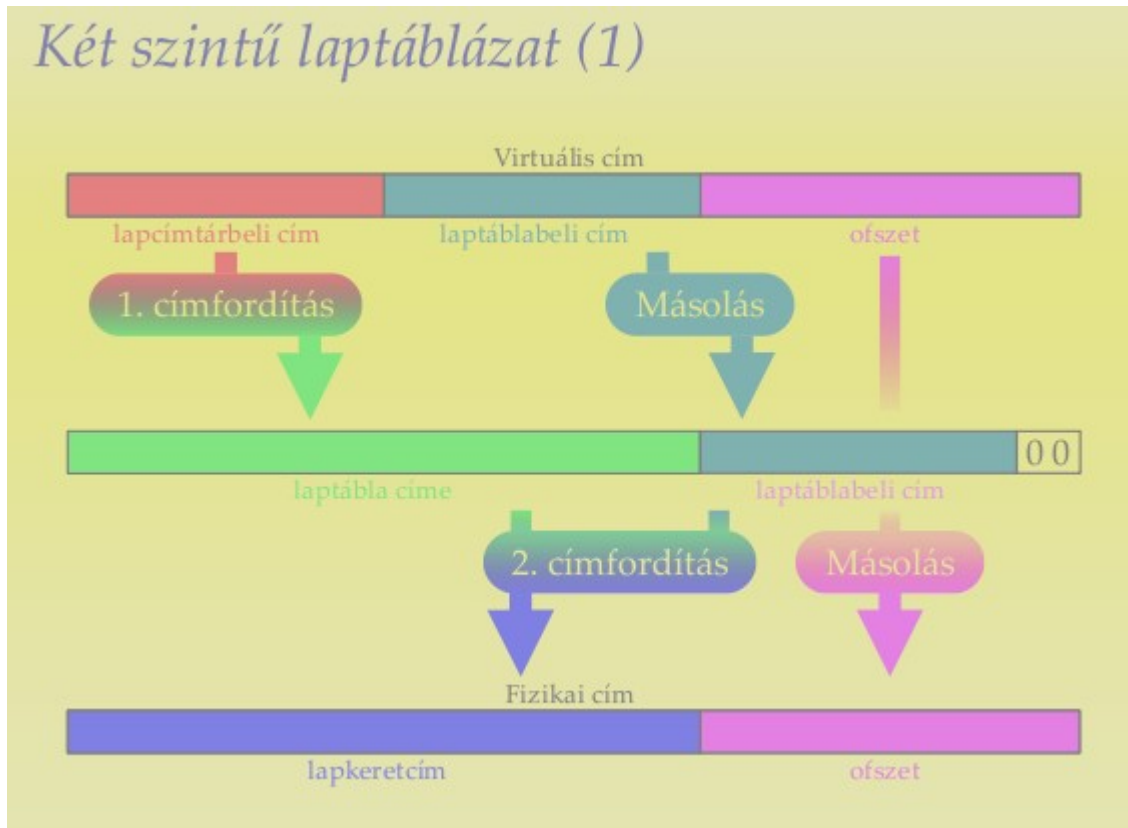 Két szintű laptáblázat (1)
Virtuális cím
lapcímtárbeli cím laptáblabeli cím ofszet
1. címfordítás Másolás
0 0
laptábla címe laptáblabeli cím
2. címfordítás Másolás
Fizikai cím
lapkeretcím ofszet